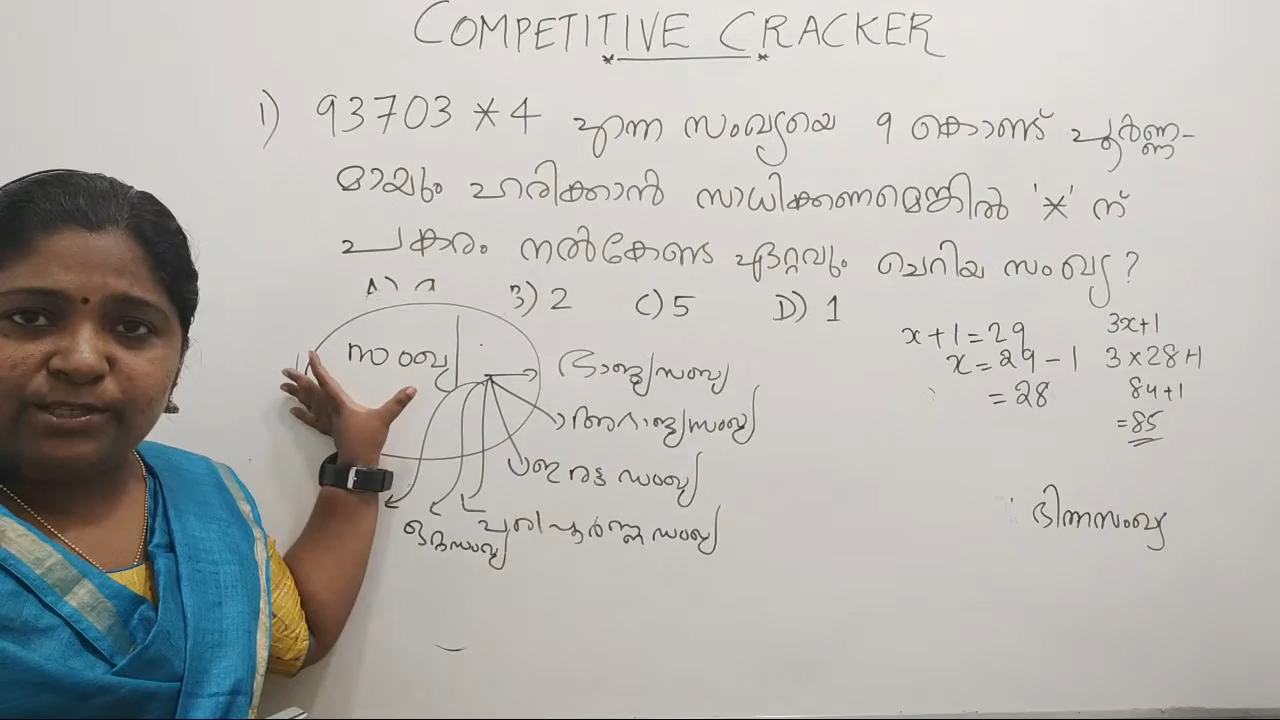 COMPETITIVE CRACKER
1) 93703*4 എന്ന സംഖ്യയെ 9 കൊണ്ട് പൂർണ്ണ-
മായും ഹരിക്കാൻ സാധിക്കണമെങ്കിൽ '*' ന്
പകരം നൽകേണ്ട ഏറ്റവും ചെറിയ സംഖ്യ?
B) 2 C) 5 D) 1
x+1=29
x=29-1
=28
3x+1
3×28+1
84+1
=85
സംഖ്യ
ഭാജ്യസംഖ്യ
അഭാജ്യസംഖ്യ
ഇരട്ട സംഖ്യ
പരിപൂർണ്ണ സംഖ്യ
ഒറ്റസംഖ്യ
ഭിന്നസംഖ്യ